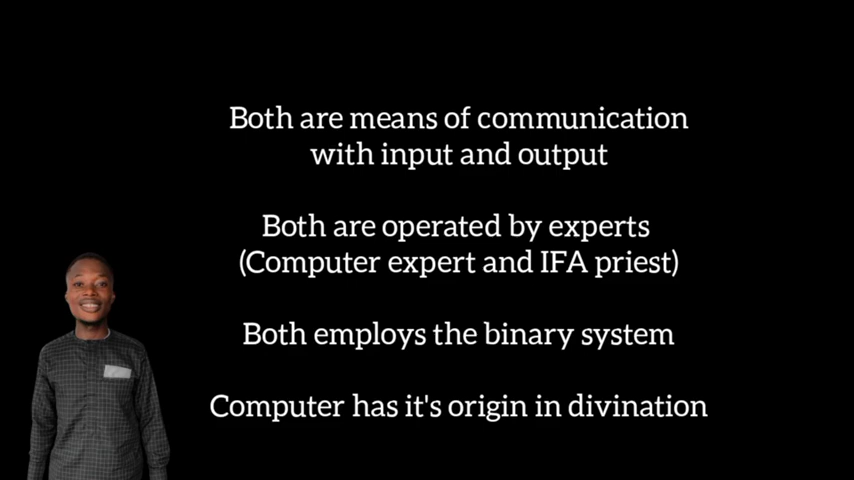 Both are means of communication
with input and output
Both are operated by experts
(Computer expert and IFA priest)
Both employs the binary system
Computer has it's origin in divination